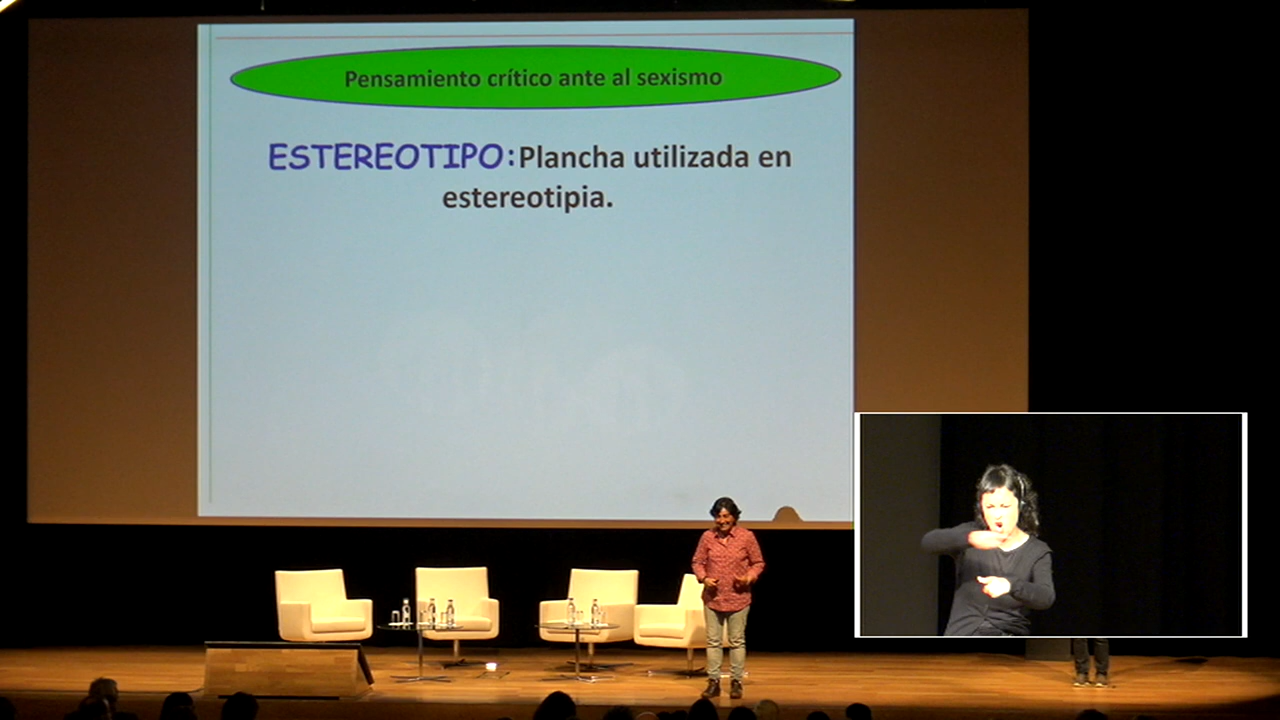 Pensamiento crítico ante al sexismo
ESTEREOTIPO:Plancha utilizada en
estereotipia.